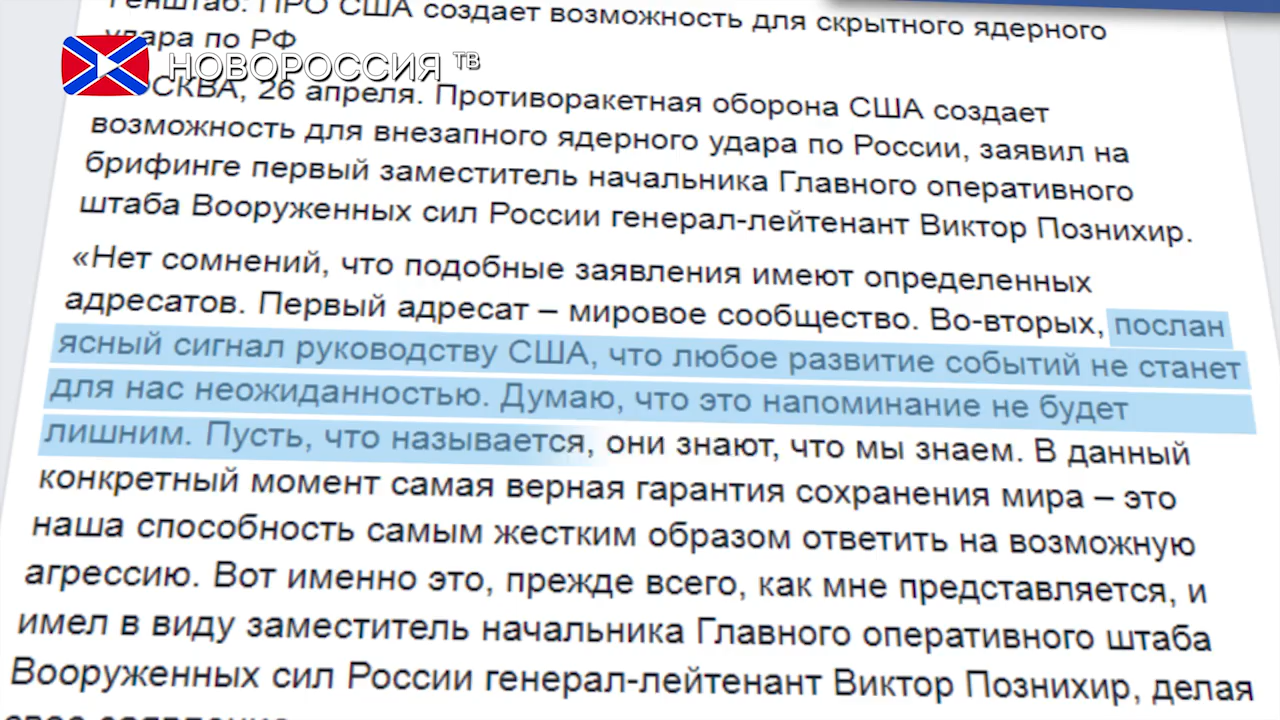 Генштаб: ПРО США создает возможность для скрытного ядерного
удара по РФ
НОВОРОССИЯ ТВ
МОСКВА, 26 апреля. Противоракетная оборона США создает
возможность для внезапного ядерного удара по России, заявил на
брифинге первый заместитель начальника Главного оперативного
штаба Вооруженных сил России генерал-лейтенант Виктор Познихир.
«Нет сомнений, что подобные заявления имеют определенных
адресатов. Первый адресат – мировое сообщество. Во-вторых, послан
ясный сигнал руководству США, что любое развитие событий не станет
для нас неожиданностью. Думаю, что это напоминание не будет
лишним. Пусть, что называется, они знают, что мы знаем. В данный
конкретный момент самая верная гарантия сохранения мира – это
наша способность самым жестким образом ответить на возможную
агрессию. Вот именно это, прежде всего, как мне представляется, и
имел в виду заместитель начальника Главного оперативного штаба
Вооруженных сил России генерал-лейтенант Виктор Познихир, делая